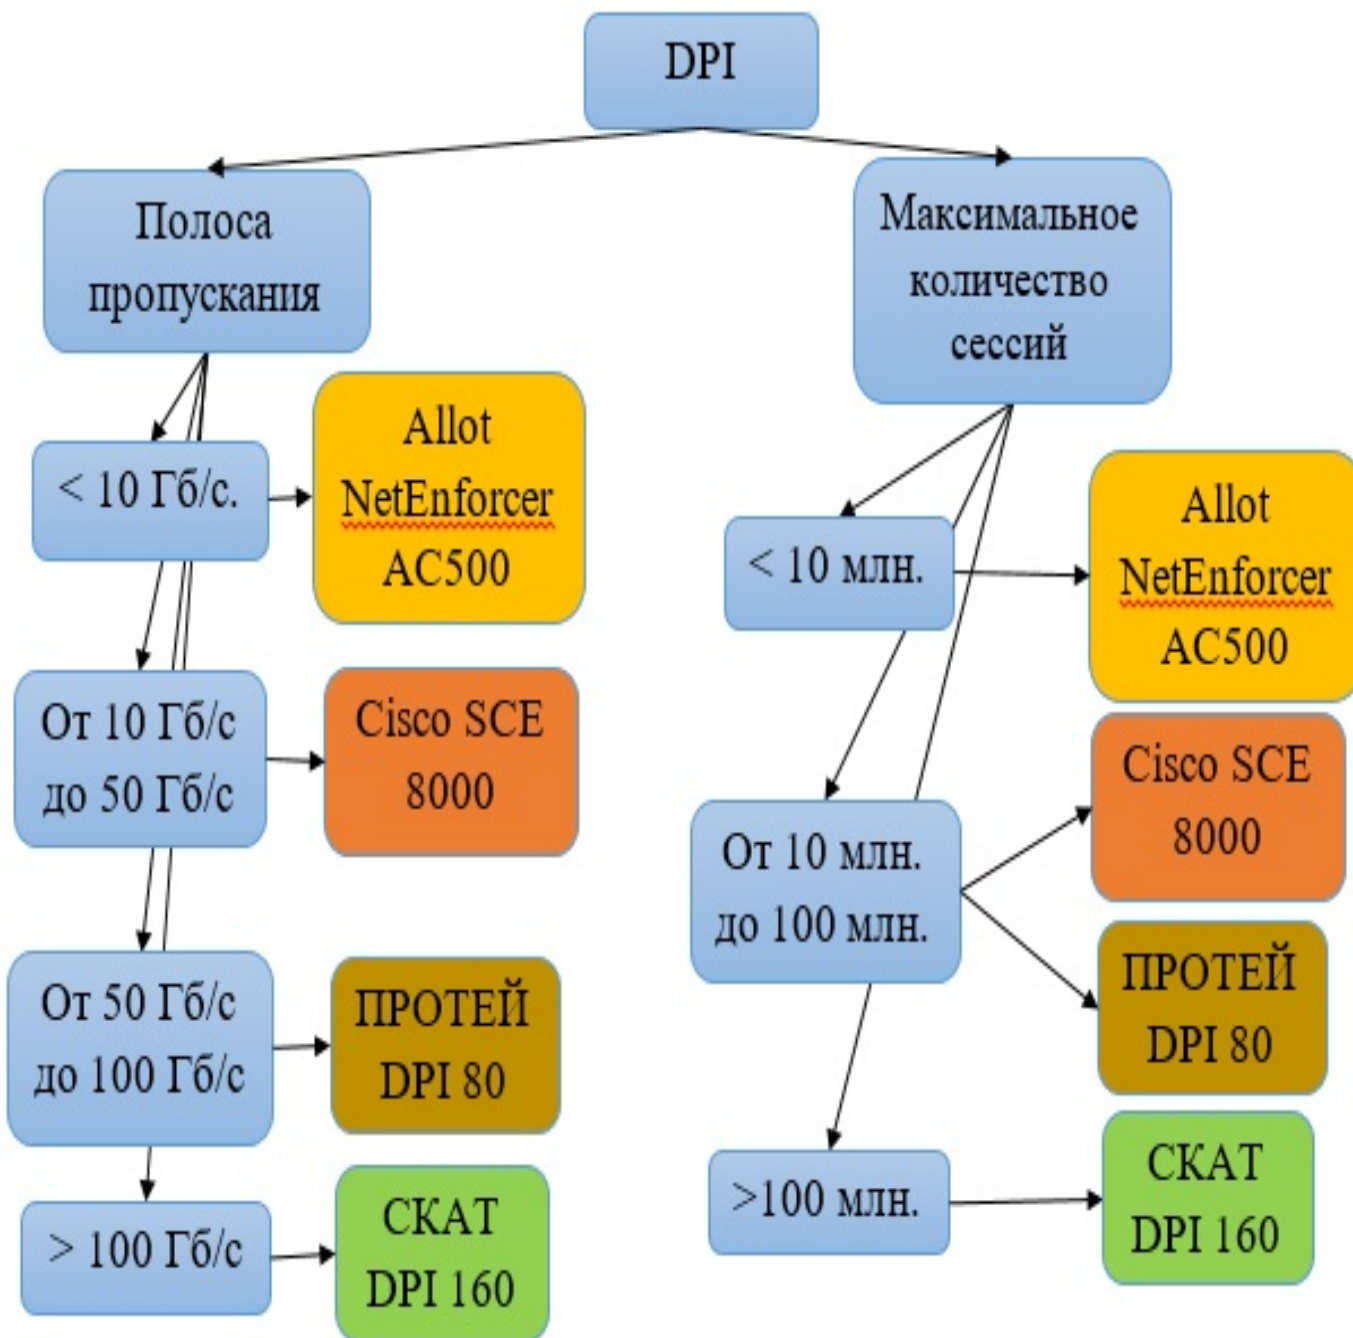 DPI
Полоса
пропускания
< 10 Гб/с.
Allot
NetEnforcer
AC500
От 10 Гб/с
до 50 Гб/с
Cisco SCE
8000
От 50 Гб/с
до 100 Гб/с
ПРОТЕЙ
DPI 80
> 100 Гб/с
СКАТ
DPI 160
Максимальное
количество
сессий
< 10 млн.
Allot
NetEnforcer
AC500
От 10 млн.
до 100 млн.
Cisco SCE
8000
ПРОТЕЙ
DPI 80
>100 млн.
СКАТ
DPI 160